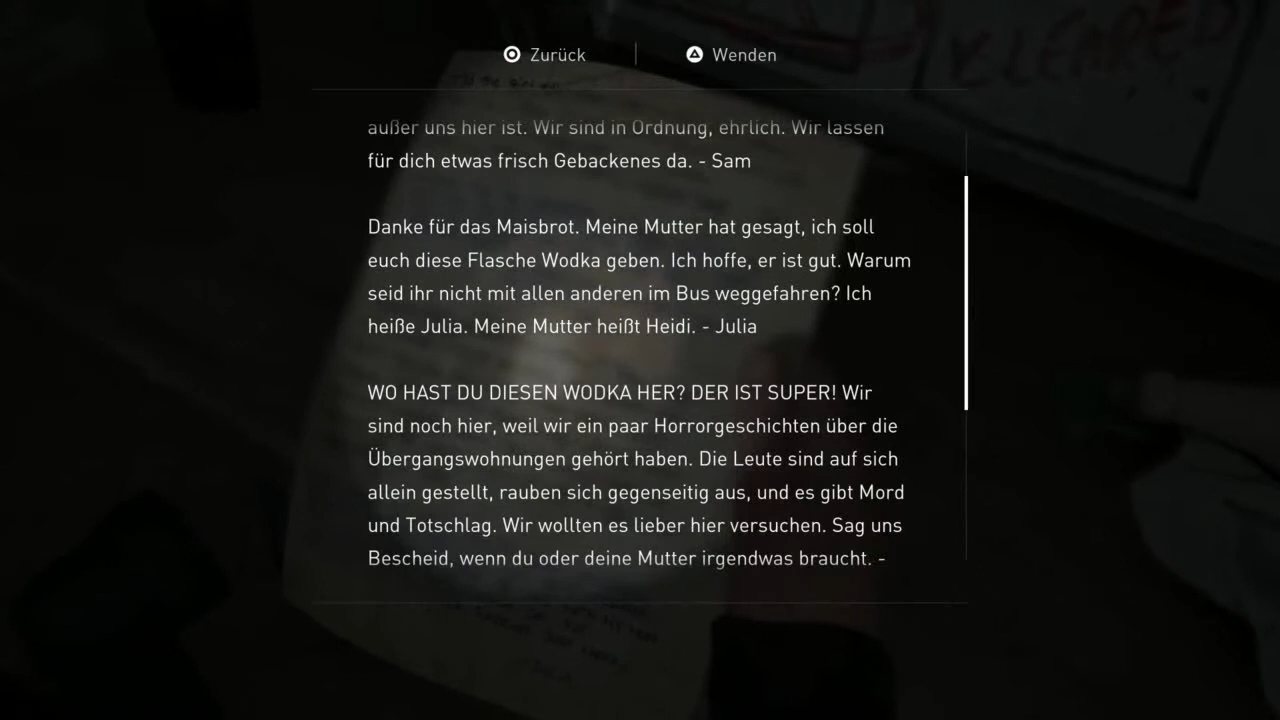 Zurück
Wenden
CLEARED
außer uns hier ist. Wir sind in Ordnung, ehrlich. Wir lassen
für dich etwas frisch Gebackenes da. - Sam
Danke für das Maisbrot. Meine Mutter hat gesagt, ich soll
euch diese Flasche Wodka geben. Ich hoffe, er ist gut. Warum
seid ihr nicht mit allen anderen im Bus weggefahren? Ich
heiße Julia. Meine Mutter heißt Heidi. - Julia
WO HAST DU DIESEN WODKA HER? DER IST SUPER! Wir
sind noch hier, weil wir ein paar Horrorgeschichten über die
Übergangswohnungen gehört haben. Die Leute sind auf sich
allein gestellt, rauben sich gegenseitig aus, und es gibt Mord
und Totschlag. Wir wollten es lieber hier versuchen. Sag uns
Bescheid, wenn du oder deine Mutter irgendwas braucht. -